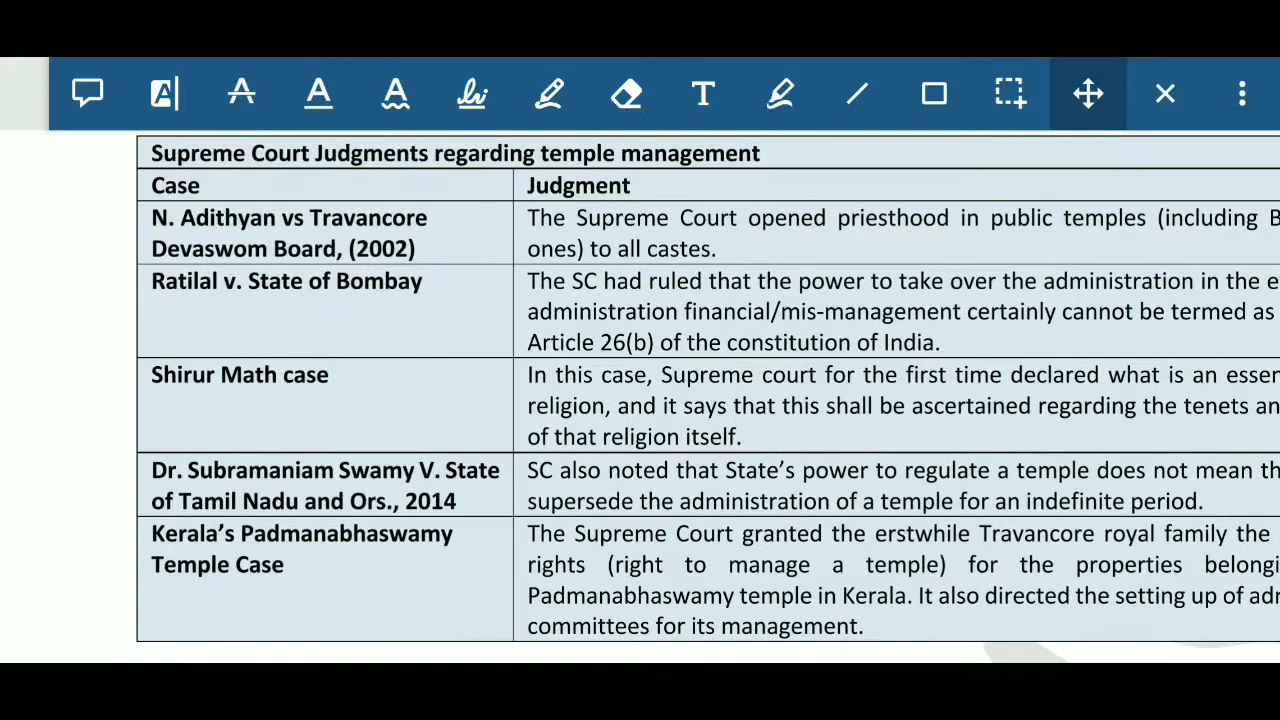 Supreme Court Judgments regarding temple management
Case Judgment
N. Adithyan vs Travancore Devaswom Board, (2002)
The Supreme Court opened priesthood in public temples (including
ones) to all castes.
Ratilal v. State of Bombay
The SC had ruled that the power to take over the administration in the
administration financial/mis-management certainly cannot be termed as
Article 26(b) of the constitution of India.
Shirur Math case
In this case, Supreme court for the first time declared what is an
religion, and it says that this shall be ascertained regarding the tenets
of that religion itself.
Dr. Subramaniam Swamy V. State
of Tamil Nadu and Ors., 2014
SC also noted that State's power to regulate a temple does not mean
supersede the administration of a temple for an indefinite period.
Kerala's Padmanabhaswamy
Temple Case
The Supreme Court granted the erstwhile Travancore royal family the
rights (right to manage a temple) for the properties
Padmanabhaswamy temple in Kerala. It also directed the setting up of
committees for its management.